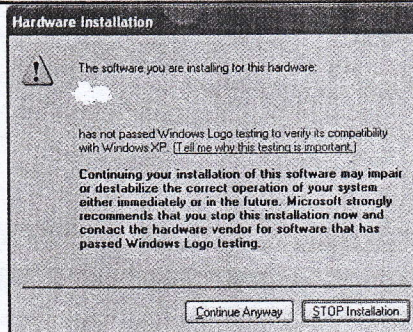 Hardware Installation
The software you are installing for this hardware:
has not passed Windows Logo testing to verify its compatibility
with Windows XP. (Tell me why this testing is important.)
Continuing your installation of this software may impair
or destabilize the correct operation of your system
either immediately or in the future. Microsoft strongly
recommends that you stop this installation now and
contact the hardware vendor for software that has
passed Windows Logo testing.
Continue Anyway
STOP Installation